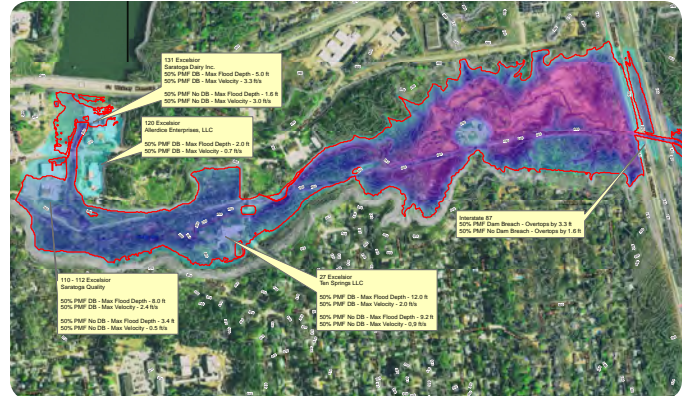 131 Excelsior
Saratoga Dairy Inc.
50% PMF DB - Max Flood Depth - 5.0 ft
50% PMF DB - Max Velocity - 3.3 ft/s
50% PMF No DB - Max Flood Depth - 1.6 ft
50% PMF No DB - Max Velocity - 3.0 ft/s
120 Excelsior
Allerdice Enterprises, LLC
50% PMF DB - Max Flood Depth - 2.0 ft
50% PMF DB - Max Velocity - 0.7 ft/s
Interstate 87
50% PMF Dam Breach - Overtops by 3.3 ft
50% PMF No Dam Breach - Overtops by 1.6 ft
110 - 112 Excelsior
Saratoga Quality
50% PMF DB - Max Flood Depth - 8.0 ft
50% PMF DB - Max Velocity - 2.4 ft/s
50% PMF No DB - Max Flood Depth - 3.4 ft
50% PMF No DB - Max Velocity - 0.5 ft/s
27 Excelsior
Ten Springs LLC
50% PMF DB - Max Flood Depth - 12.0 ft
50% PMF DB - Max Velocity - 2.0 ft/s
50% PMF No DB - Max Flood Depth - 9.2 ft
50% PMF No DB - Max Velocity - 0.9 ft/s